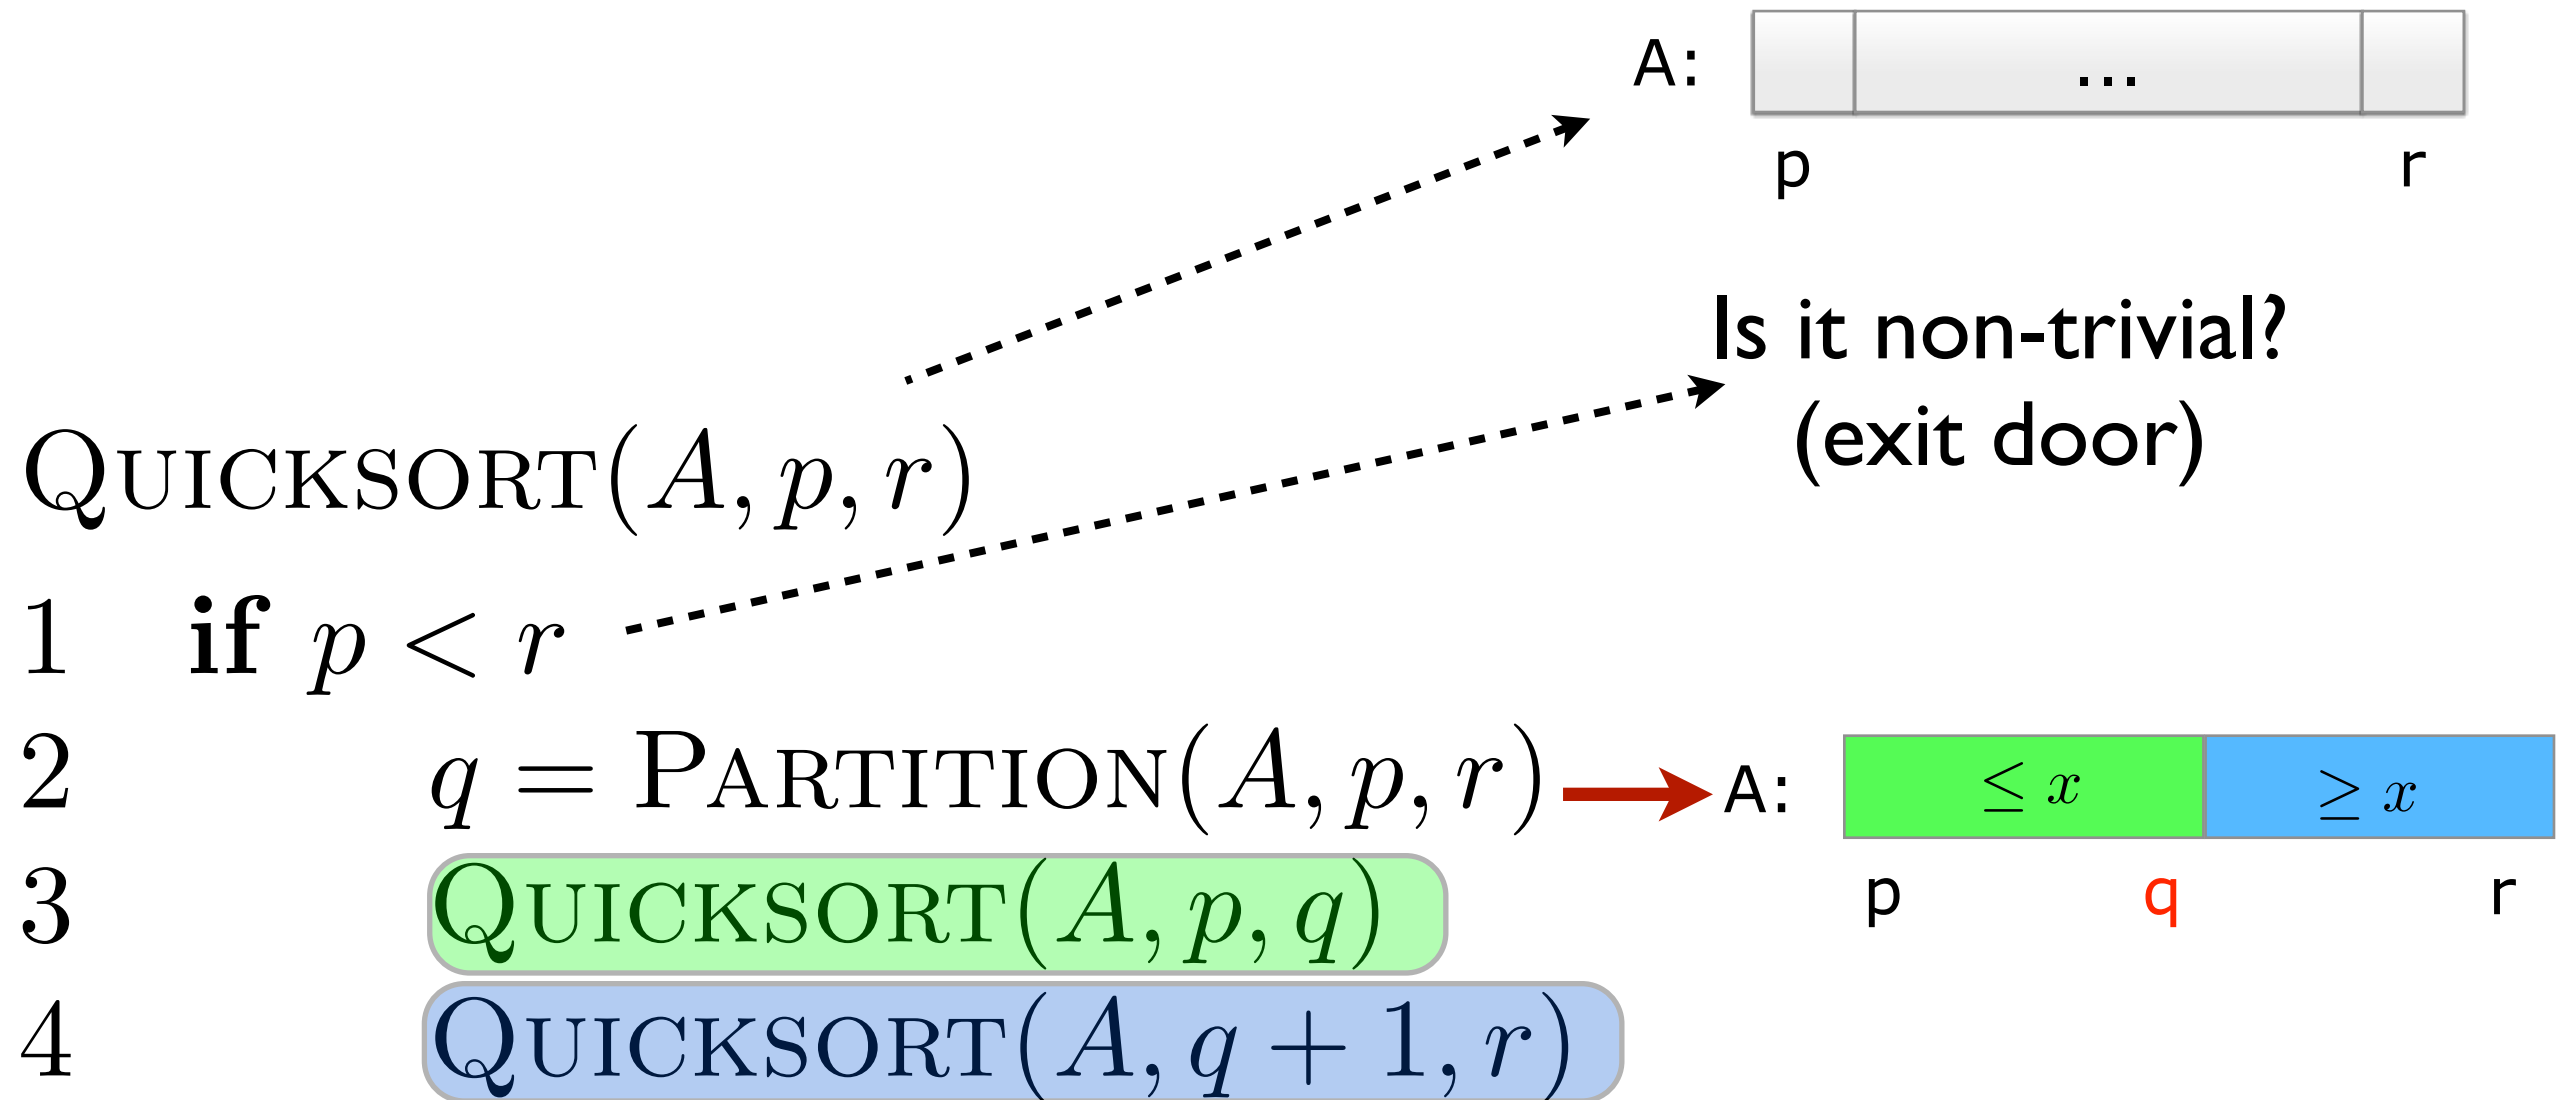 A: ...
p r
Is it non-trivial?
(exit door)
QUICKSORT(A, p, r)
1 if p < r
2 q = PARTITION(A, p, r)
A: ≤ x ≥ x
p q r
3 QUICKSORT(A, p, q)
4 QUICKSORT(A, q + 1, r)